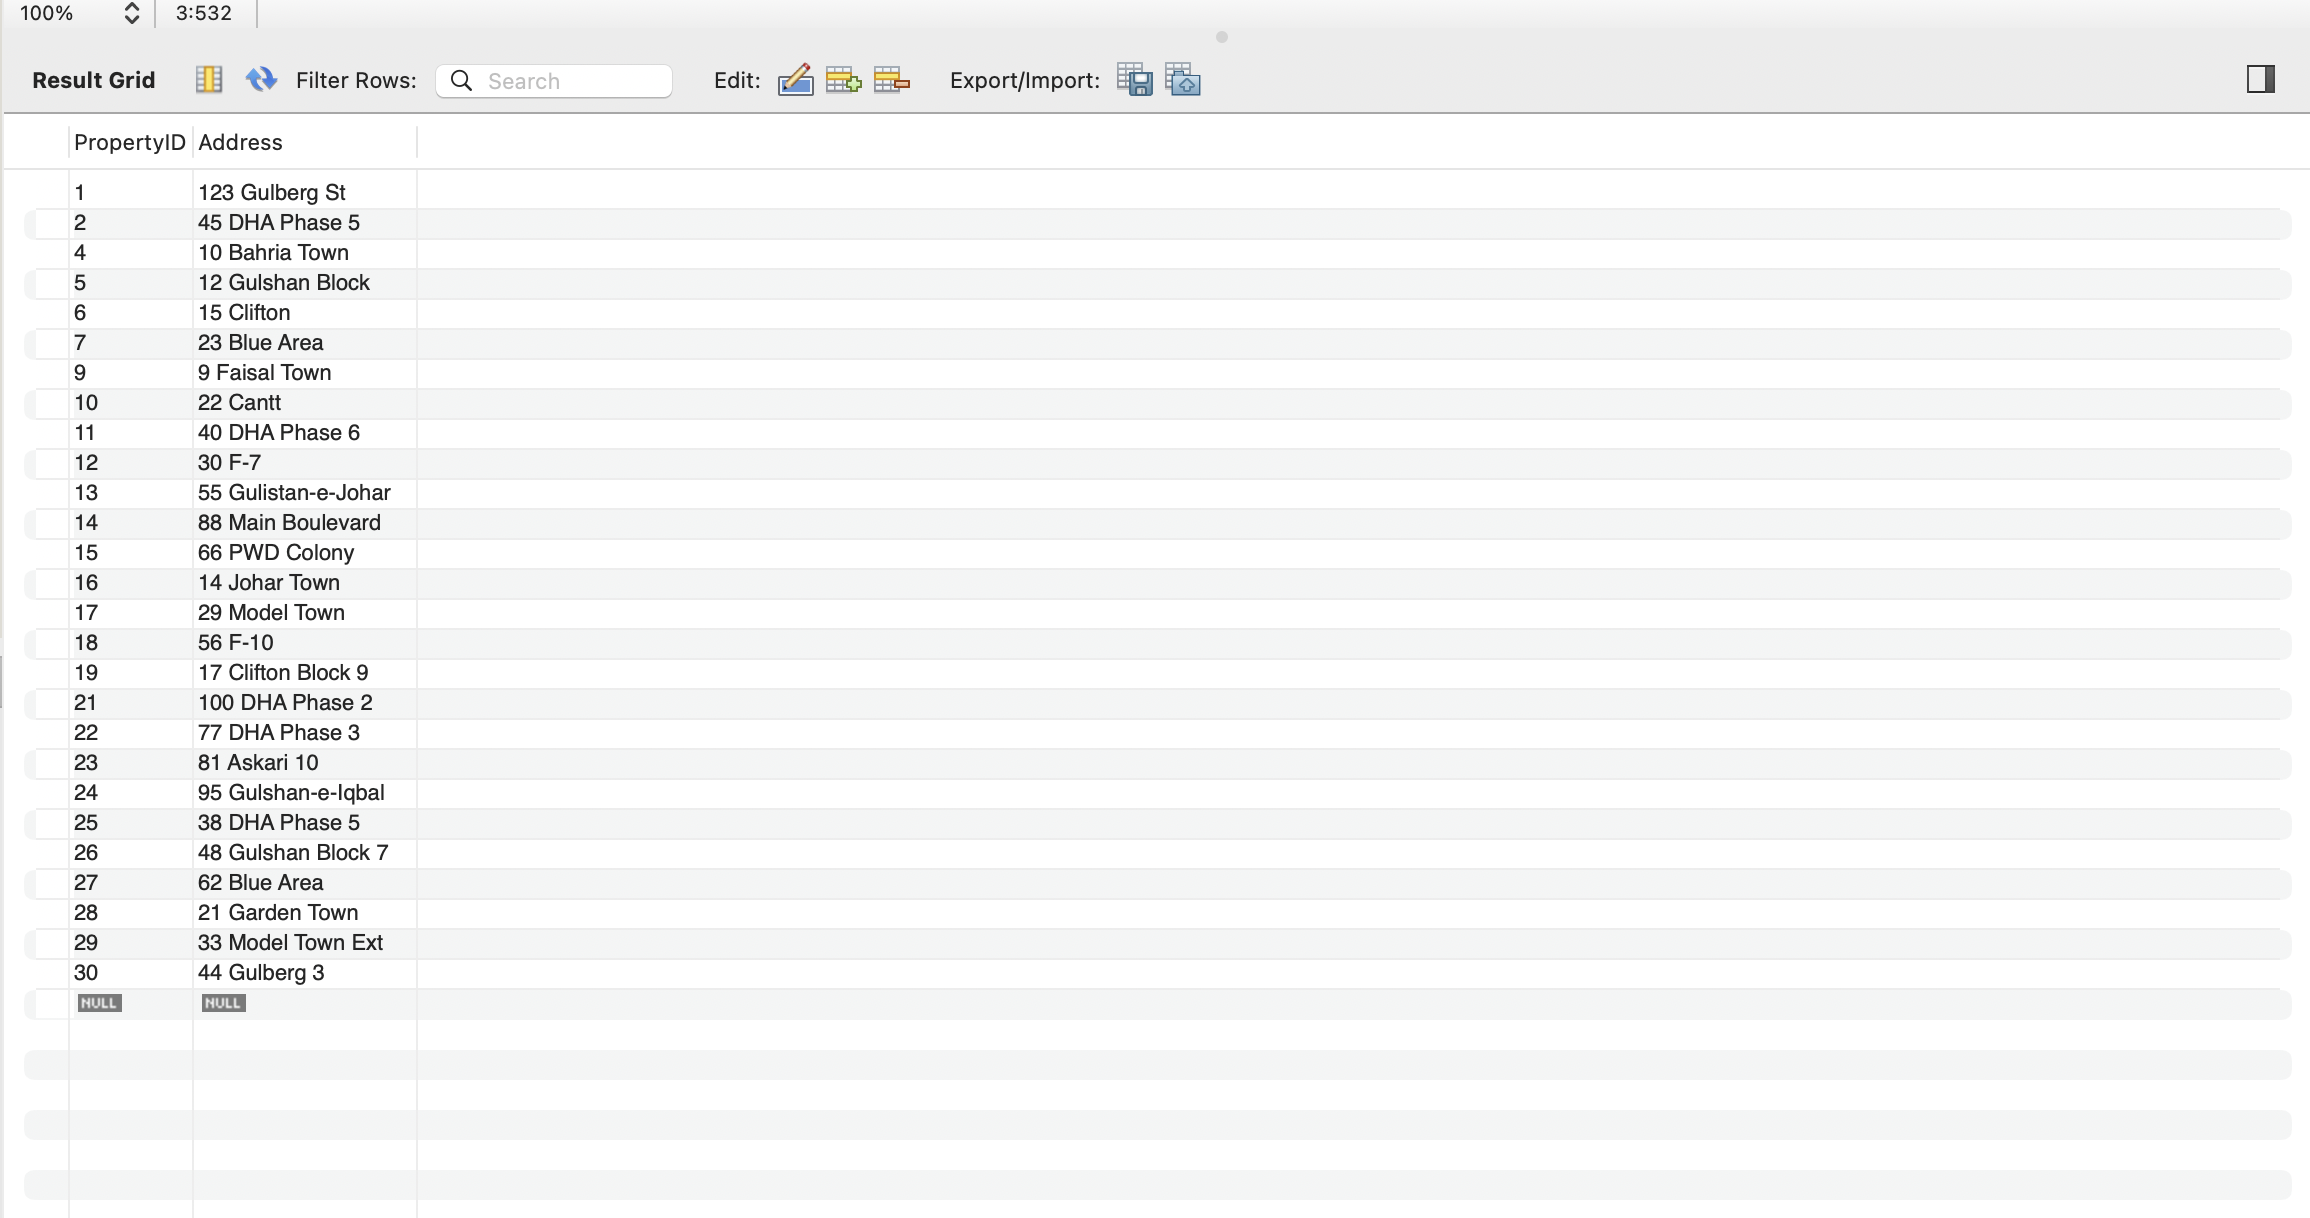 100% 3:532
Result Grid Filter Rows: Search Edit: Export/Import:
PropertyID Address
1 123 Gulberg St
2 45 DHA Phase 5
4 10 Bahria Town
5 12 Gulshan Block
6 15 Clifton
7 23 Blue Area
9 9 Faisal Town
10 22 Cantt
11 40 DHA Phase 6
12 30 F-7
13 55 Gulistan-e-Johar
14 88 Main Boulevard
15 66 PWD Colony
16 14 Johar Town
17 29 Model Town
18 56 F-10
19 17 Clifton Block 9
21 100 DHA Phase 2
22 77 DHA Phase 3
23 81 Askari 10
24 95 Gulshan-e-Iqbal
25 38 DHA Phase 5
26 48 Gulshan Block 7
27 62 Blue Area
28 21 Garden Town
29 33 Model Town Ext
30 44 Gulberg 3
NULL NULL